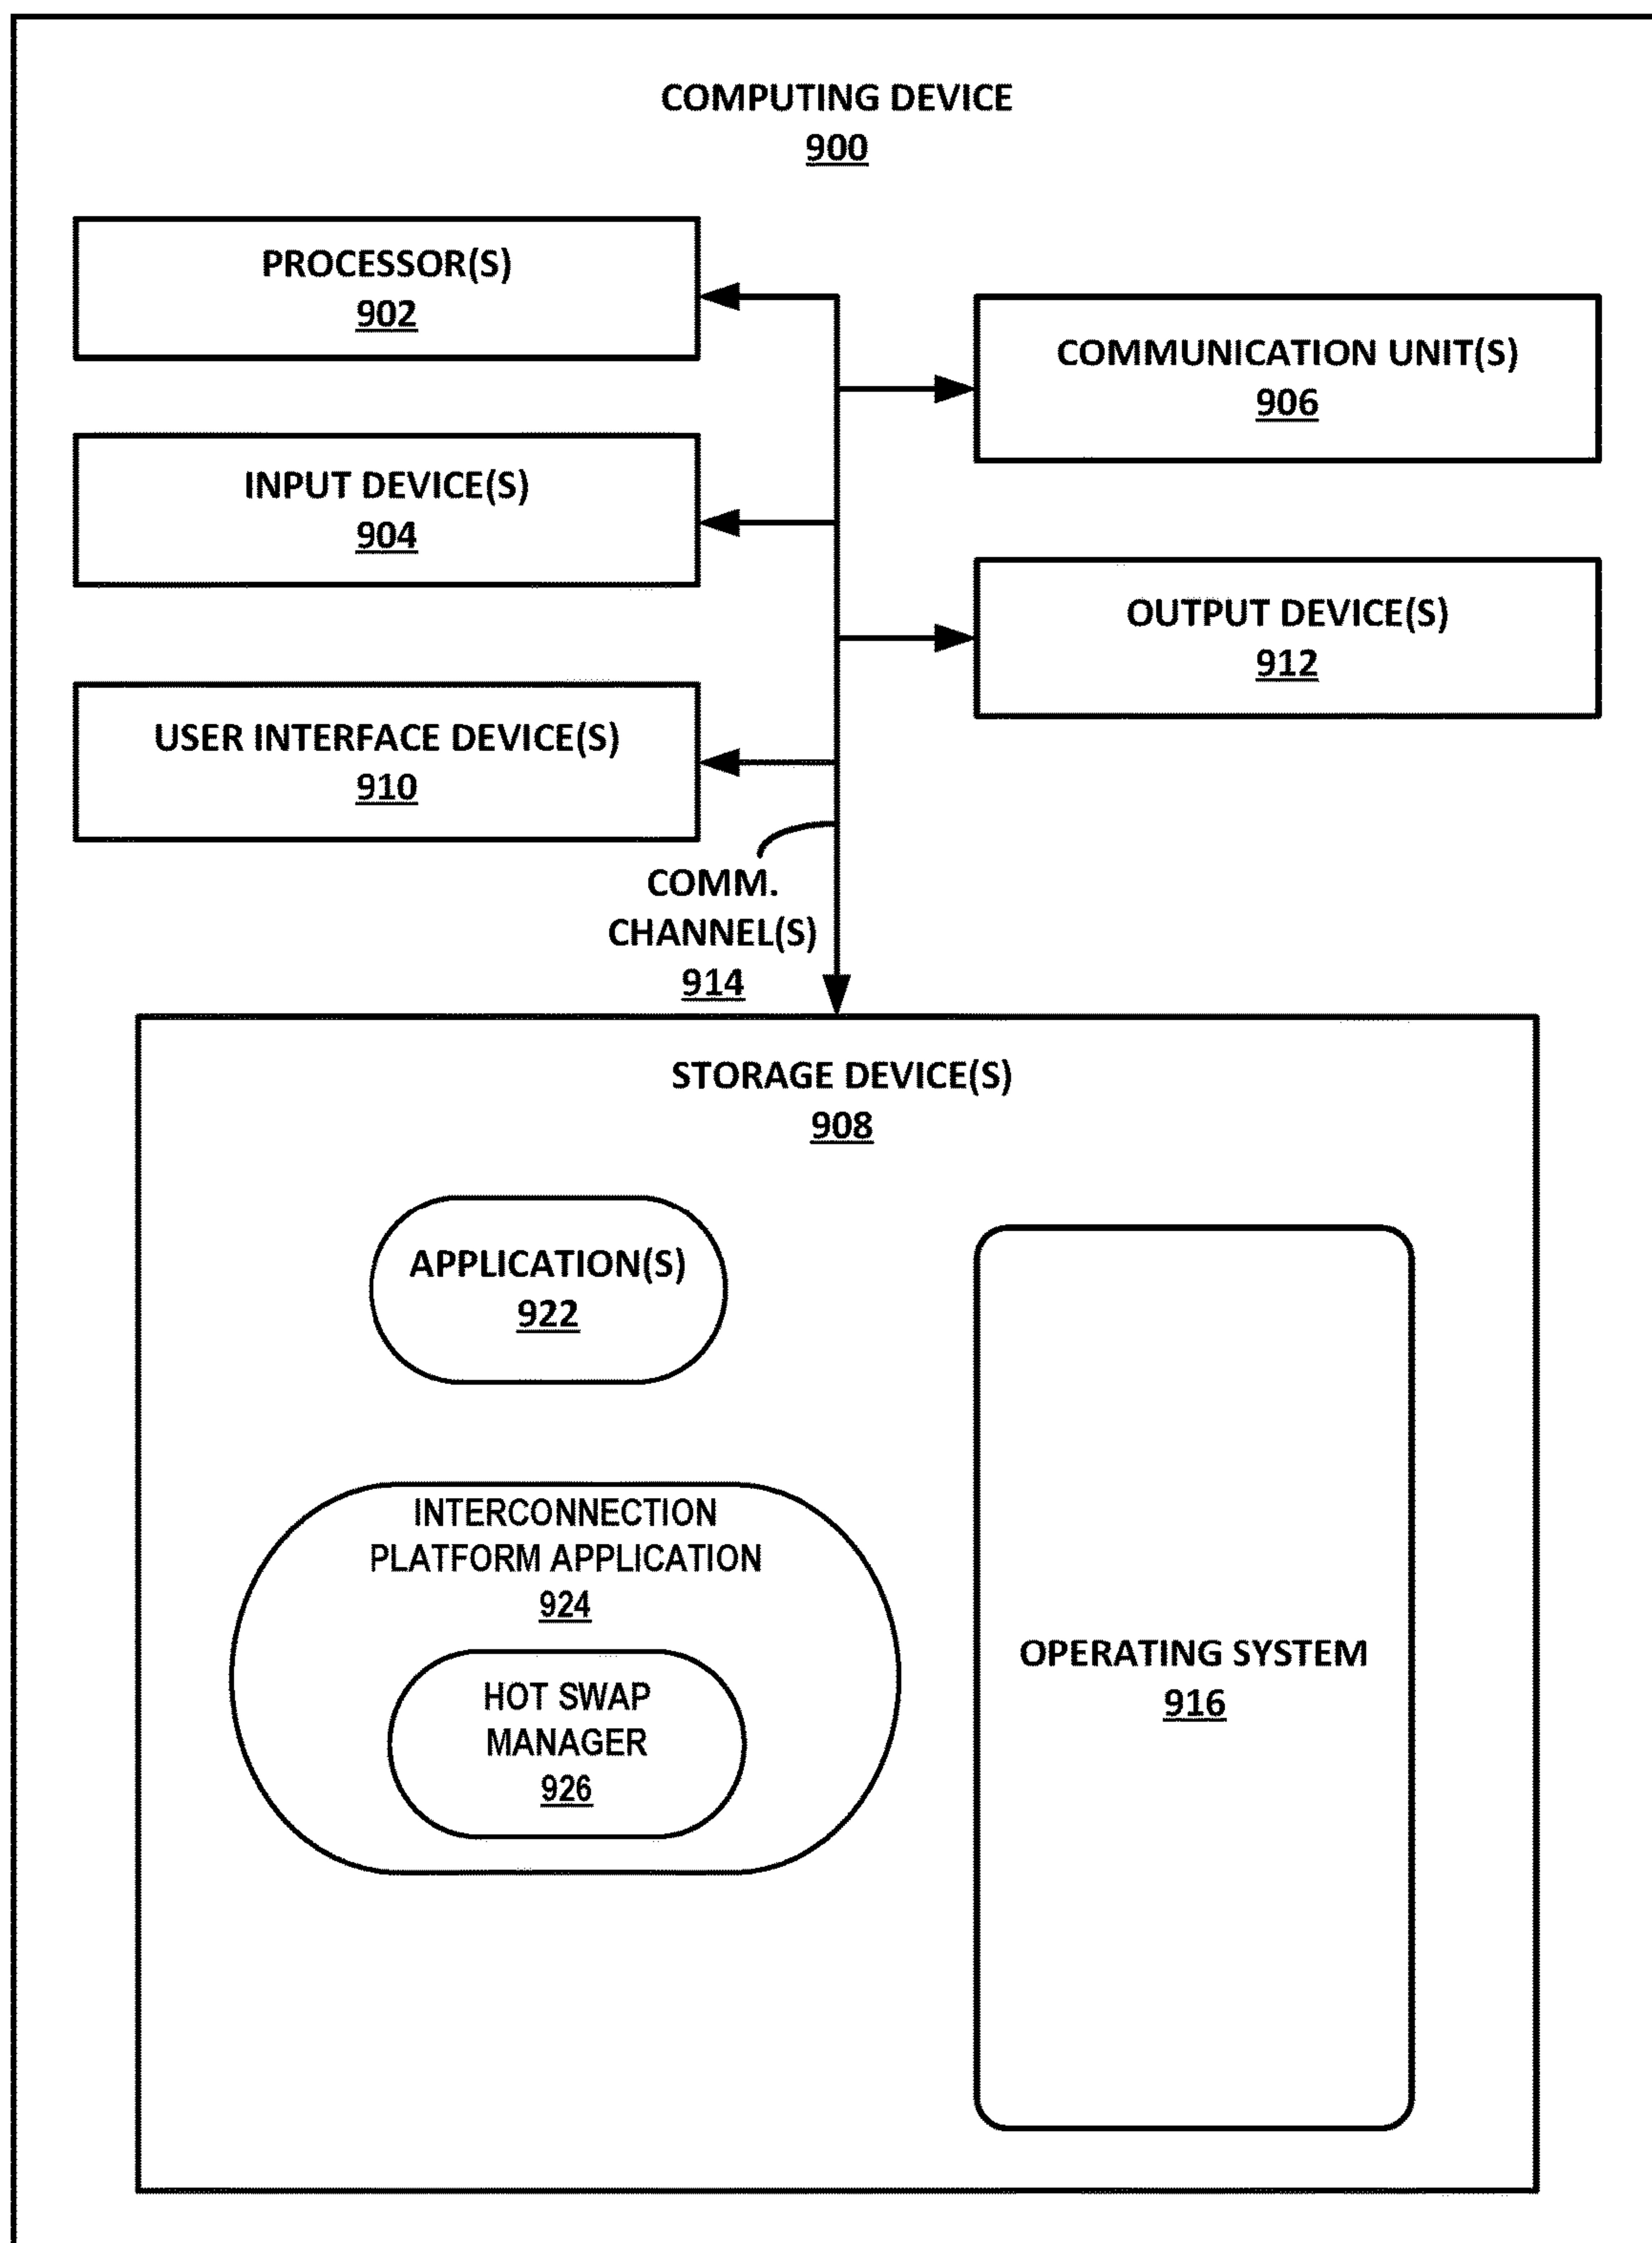 COMPUTING DEVICE
900
PROCESSOR(S)
902
COMMUNICATION UNIT(S)
906
INPUT DEVICE(S)
904
OUTPUT DEVICE(S)
912
USER INTERFACE DEVICE(S)
910
COMM.
CHANNEL(S)
914
STORAGE DEVICE(S)
908
APPLICATION(S)
922
INTERCONNECTION
PLATFORM APPLICATION
924
HOT SWAP
MANAGER
926
OPERATING SYSTEM
916